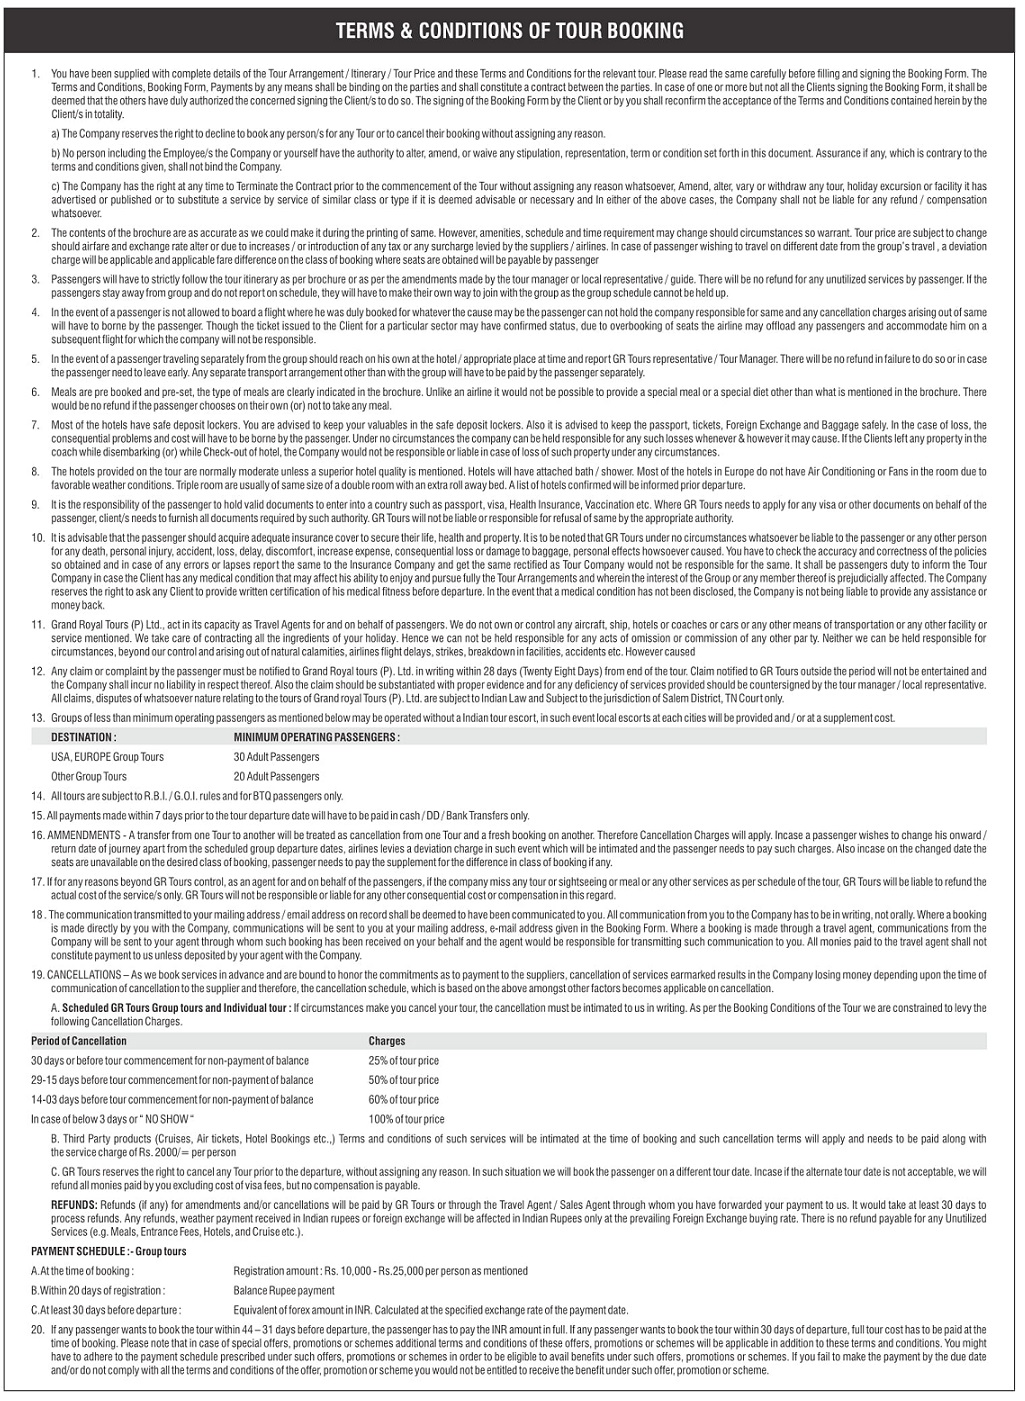 TERMS & CONDITIONS OF TOUR BOOKING
1. You have been supplied with complete details of the Tour Arrangement / Itinerary / Tour Price and these Terms and Conditions for the relevant tour. Please read the same carefully before filling and signing the Booking Form. The
Terms and Conditions, Booking Form, Payments by any means shall be binding on the parties and shall constitute a contract between the parties. In case of one or more but not all the Clients signing the Booking Form, it shall be
deemed that the others have duly authorized the concerned signing the Client/s to do so. The signing of the Booking Form by the Client or by you shall reconfirm the acceptance of the Terms and Conditions contained herein by the
Client/s in totality.
a) The Company reserves the right to decline to book any person/s for any Tour or to cancel their booking without assigning any reason.
b) No person including the Employee/s the Company or yourself have the authority to alter, amend, or waive any stipulation, representation, term or condition set forth in this document. Assurance if any, which is contrary to the
terms and conditions given, shall not bind the Company.
c) The Company has the right at any time to Terminate the Contract prior to the commencement of the Tour without assigning any reason whatsoever, Amend, alter, vary or withdraw any tour, holiday excursion or facility it has
advertised or published or to substitute a service by service of similar class or type if it is deemed advisable or necessary and In either of the above cases, the Company shall not be liable for any refund / compensation
whatsoever.
2. The contents of the brochure are as accurate as we could make it during the printing of same. However, amenities, schedule and time requirement may change should circumstances so warrant. Tour price are subject to change
should airfare and exchange rate alter or due to increases / or introduction of any tax or any surcharge levied by the suppliers / airlines. In case of passenger wishing to travel on different date from the group's travel , a deviation
charge will be applicable and applicable fare difference on the class of booking where seats are obtained will be payable by passenger
3. Passengers will have to strictly follow the tour itinerary as per brochure or as per the amendments made by the tour manager or local representative / guide. There will be no refund for any unutilized services by passenger. If the
passengers stay away from group and do not report on schedule, they will have to make their own way to join with the group as the group schedule cannot be held up.
4. In the event of a passenger is not allowed to board a flight where he was duly booked for whatever the cause may be the passenger can not hold the company responsible for same and any cancellation charges arising out of same
will have to borne by the passenger. Though the ticket issued to the Client for a particular sector may have confirmed status, due to overbooking of seats the airline may offload any passengers and accommodate him on a
subsequent flight for which the company will not be responsible.
5. In the event of a passenger traveling separately from the group should reach on his own at the hotel / appropriate place at time and report GR Tours representative / Tour Manager. There will be no refund in failure to do so or in case
the passenger need to leave early. Any separate transport arrangement other than with the group will have to be paid by the passenger separately.
6. Meals are pre booked and pre-set, the type of meals are clearly indicated in the brochure. Unlike an airline it would not be possible to provide a special meal or a special diet other than what is mentioned in the brochure. There
would be no refund if the passenger chooses on their own (or) not to take any meal.
7. Most of the hotels have safe deposit lockers. You are advised to keep your valuables in the safe deposit lockers. Also it is advised to keep the passport, tickets, Foreign Exchange and Baggage safely. In the case of loss, the
consequential problems and cost will have to be borne by the passenger. Under no circumstances the company can be held responsible for any such losses whenever & however it may cause. If the Clients left any property in the
coach while disembarking (or) while Check-out of hotel, the Company would not be responsible or liable in case of loss of such property under any circumstances.
8. The hotels provided on the tour are normally moderate unless a superior hotel quality is mentioned. Hotels will have attached bath / shower. Most of the hotels in Europe do not have Air Conditioning or Fans in the room due to
favorable weather conditions. Triple room are usually of same size of a double room with an extra roll away bed. A list of hotels confirmed will be informed prior departure.
9. It is the responsibility of the passenger to hold valid documents to enter into a country such as passport, visa, Health Insurance, Vaccination etc. Where GR Tours needs to apply for any visa or other documents on behalf of the
passenger, client/s needs to furnish all documents required by such authority. GR Tours will not be liable or responsible for refusal of same by the appropriate authority.
10. It is advisable that the passenger should acquire adequate insurance cover to secure their life, health and property. It is to be noted that GR Tours under no circumstances whatsoever be liable to the passenger or any other person
for any death, personal injury, accident, loss, delay, discomfort, increase expense, consequential loss or damage to baggage, personal effects howsoever caused. You have to check the accuracy and correctness of the policies
so obtained and in case of any errors or lapses report the same to the Insurance Company and get the same rectified as Tour Company would not be responsible for the same. It shall be passengers duty to inform the Tour
Company in case the Client has any medical condition that may affect his ability to enjoy and pursue fully the Tour Arrangements and wherein the interest of the Group or any member thereof is prejudicially affected. The Company
reserves the right to ask any Client to provide written certification of his medical fitness before departure. In the event that a medical condition has not been disclosed, the Company is not being liable to provide any assistance or
money back.
11. Grand Royal Tours (P) Ltd., act in its capacity as Travel Agents for and on behalf of passengers. We do not own or control any aircraft, ship, hotels or coaches or cars or any other means of transportation or any other facility or
service mentioned. We take care of contracting all the ingredients of your holiday. Hence we can not be held responsible for any acts of omission or commission of any other par ty. Neither we can be held responsible for
circumstances, beyond our control and arising out of natural calamities, airlines flight delays, strikes, breakdown in facilities, accidents etc. However caused
12. Any claim or complaint by the passenger must be notified to Grand Royal tours (P). Ltd. in writing within 28 days (Twenty Eight Days) from end of the tour. Claim notified to GR Tours outside the period will not be entertained and
the Company shall incur no liability in respect thereof. Also the claim should be substantiated with proper evidence and for any deficiency of services provided should be countersigned by the tour manager / local representative.
All claims, disputes of whatsoever nature relating to the tours of Grand royal Tours (P). Ltd. are subject to Indian Law and Subject to the jurisdiction of Salem District, TN Court only.
13. Groups of less than minimum operating passengers as mentioned below may be operated without a Indian tour escort, in such event local escorts at each cities will be provided and / or at a supplement cost.
DESTINATION : MINIMUM OPERATING PASSENGERS :
USA, EUROPE Group Tours 30 Adult Passengers
Other Group Tours 20 Adult Passengers
14. All tours are subject to R.B.I. / G.O.I. rules and for BTQ passengers only.
15. All payments made within 7 days prior to the tour departure date will have to be paid in cash / DD / Bank Transfers only.
16. AMMENDMENTS - A transfer from one Tour to another will be treated as cancellation from one Tour and a fresh booking on another. Therefore Cancellation Charges will apply. Incase a passenger wishes to change his onward /
return date of journey apart from the scheduled group departure dates, airlines levies a deviation charge in such event which will be intimated and the passenger needs to pay such charges. Also incase on the changed date the
seats are unavailable on the desired class of booking, passenger needs to pay the supplement for the difference in class of booking if any.
17. If for any reasons beyond GR Tours control, as an agent for and on behalf of the passengers, if the company miss any tour or sightseeing or meal or any other services as per schedule of the tour, GR Tours will be liable to refund the
actual cost of the service/s only. GR Tours will not be responsible or liable for any other consequential cost or compensation in this regard.
18 . The communication transmitted to your mailing address / email address on record shall be deemed to have been communicated to you. All communication from you to the Company has to be in writing, not orally. Where a booking
is made directly by you with the Company, communications will be sent to you at your mailing address, e-mail address given in the Booking Form. Where a booking is made through a travel agent, communications from the
Company will be sent to your agent through whom such booking has been received on your behalf and the agent would be responsible for transmitting such communication to you. All monies paid to the travel agent shall not
constitute payment to us unless deposited by your agent with the Company.
19. CANCELLATIONS – As we book services in advance and are bound to honor the commitments as to payment to the suppliers, cancellation of services earmarked results in the Company losing money depending upon the time of
communication of cancellation to the supplier and therefore, the cancellation schedule, which is based on the above amongst other factors becomes applicable on cancellation.
A. Scheduled GR Tours Group tours and Individual tour : If circumstances make you cancel your tour, the cancellation must be intimated to us in writing. As per the Booking Conditions of the Tour we are constrained to levy the
following Cancellation Charges.
Period of Cancellation Charges
30 days or before tour commencement for non-payment of balance 25% of tour price
29-15 days before tour commencement for non-payment of balance 50% of tour price
14-03 days before tour commencement for non-payment of balance 60% of tour price
In case of below 3 days or “ NO SHOW “ 100% of tour price
B. Third Party products (Cruises, Air tickets, Hotel Bookings etc.,) Terms and conditions of such services will be intimated at the time of booking and such cancellation terms will apply and needs to be paid along with
the service charge of Rs. 2000/= per person
C. GR Tours reserves the right to cancel any Tour prior to the departure, without assigning any reason. In such situation we will book the passenger on a different tour date. Incase if the alternate tour date is not acceptable, we will
refund all monies paid by you excluding cost of visa fees, but no compensation is payable.
REFUNDS: Refunds (if any) for amendments and/or cancellations will be paid by GR Tours or through the Travel Agent / Sales Agent through whom you have forwarded your payment to us. It would take at least 30 days to
process refunds. Any refunds, weather payment received in Indian rupees or foreign exchange will be affected in Indian Rupees only at the prevailing Foreign Exchange buying rate. There is no refund payable for any Unutilized
Services (e.g. Meals, Entrance Fees, Hotels, and Cruise etc.).
PAYMENT SCHEDULE :- Group tours
A.At the time of booking : Registration amount : Rs. 10,000 - Rs.25,000 per person as mentioned
B.Within 20 days of registration : Balance Rupee payment
C.At least 30 days before departure : Equivalent of forex amount in INR. Calculated at the specified exchange rate of the payment date.
20. If any passenger wants to book the tour within 44 – 31 days before departure, the passenger has to pay the INR amount in full. If any passenger wants to book the tour within 30 days of departure, full tour cost has to be paid at the
time of booking. Please note that in case of special offers, promotions or schemes additional terms and conditions of these offers, promotions or schemes will be applicable in addition to these terms and conditions. You might
have to adhere to the payment schedule prescribed under such offers, promotions or schemes in order to be eligible to avail benefits under such offers, promotions or schemes. If you fail to make the payment by the due date
and/or do not comply with all the terms and conditions of the offer, promotion or scheme you would not be entitled to receive the benefit under such offer, promotion or scheme.